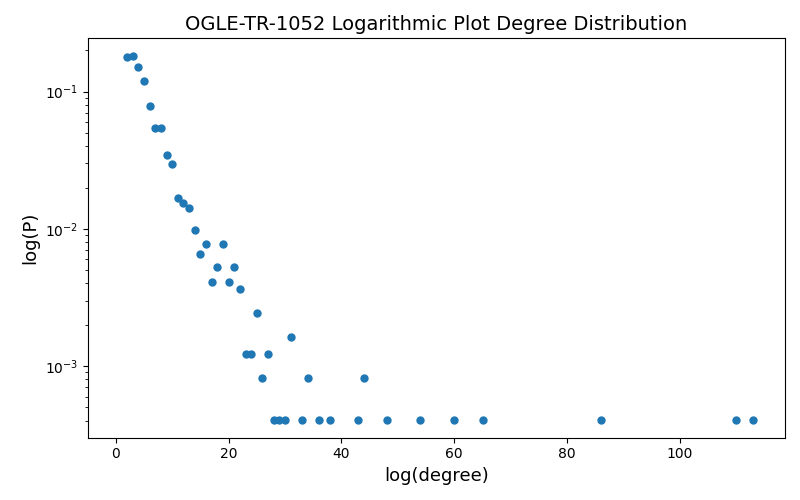 OGLE-TR-1052 Logarithmic Plot Degree Distribution
log(P)
10⁻¹
10⁻²
10⁻³
0 20 40 60 80 100
log(degree)